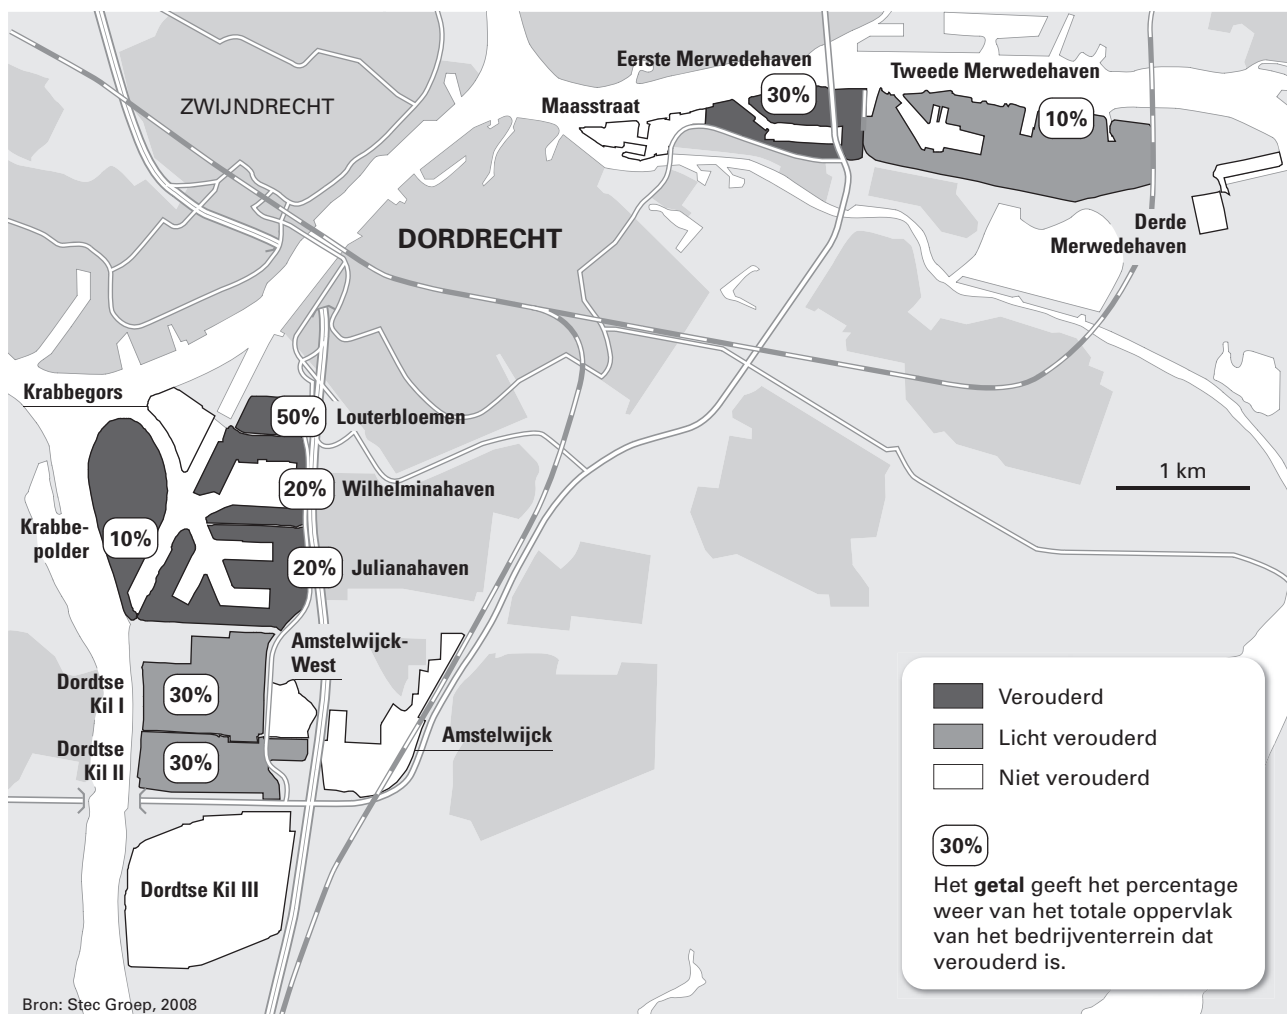 Eerste Merwedehaven
Tweede Merwedehaven
ZWIJNDRECHT
30%
Maasstraat
10%
DORDRECHT
Derde
Merwedehaven
Krabbegors
50%
Louterbloemen
1 km
20%
Wilhelminahaven
Krabbe-
polder
10%
20%
Julianahaven
Amstelwijck-
West
Dordtse
Kil I
30%
Amstelwijck
Dordtse
Kil II
30%
Dordtse Kil III
Verouderd
Licht verouderd
Niet verouderd
30%
Het getal geeft het percentage
weer van het totale oppervlak
van het bedrijventerrein dat
verouderd is.
Bron: Stec Groep, 2008